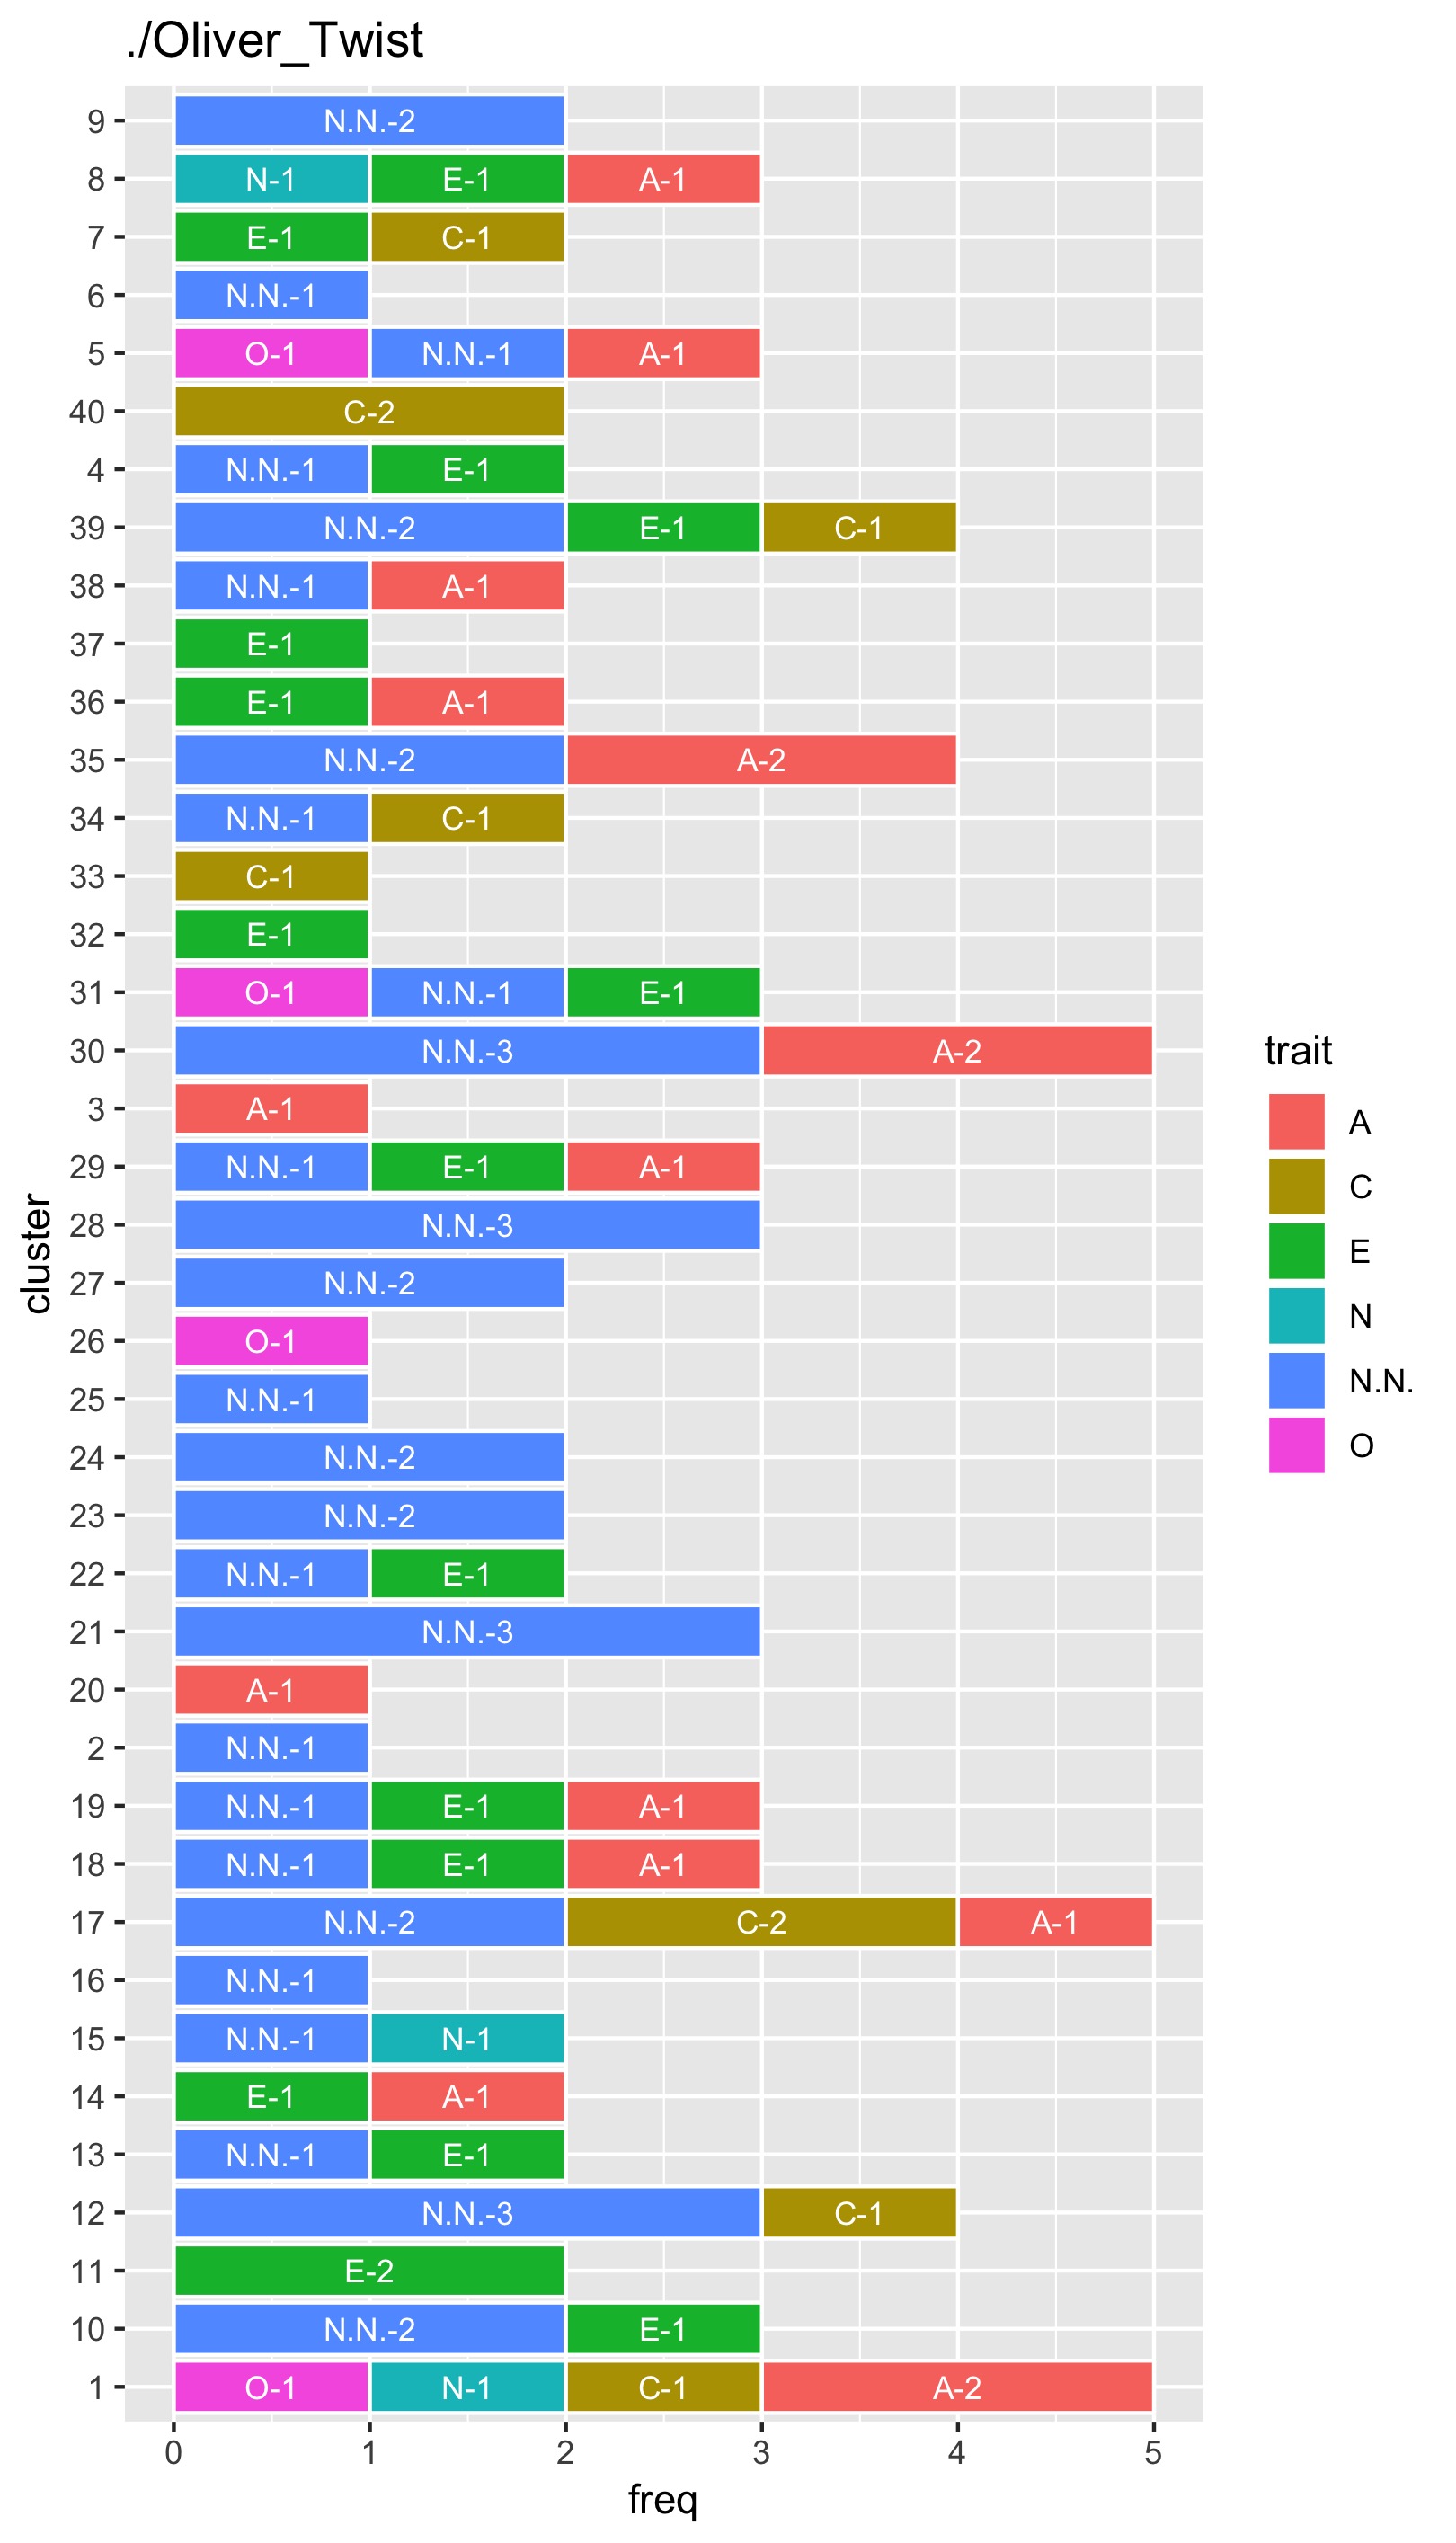 ./Oliver_Twist
9 N.N.-2
8 N-1 E-1 A-1
7 E-1 C-1
6 N.N.-1
5 O-1 N.N.-1 A-1
40 C-2
4 N.N.-1 E-1
39 N.N.-2 E-1 C-1
38 N.N.-1 A-1
37 E-1
36 E-1 A-1
35 N.N.-2 A-2
34 N.N.-1 C-1
33 C-1
32 E-1
31 O-1 N.N.-1 E-1
30 N.N.-3 A-2
3 A-1
29 N.N.-1 E-1 A-1
28 N.N.-3
27 N.N.-2
26 O-1
25 N.N.-1
24 N.N.-2
23 N.N.-2
22 N.N.-1 E-1
21 N.N.-3
20 A-1
2 N.N.-1
19 N.N.-1 E-1 A-1
18 N.N.-1 E-1 A-1
17 N.N.-2 C-2 A-1
16 N.N.-1
15 N.N.-1 N-1
14 E-1 A-1
13 N.N.-1 E-1
12 N.N.-3 C-1
11 E-2
10 N.N.-2 E-1
1 O-1 N-1 C-1 A-2
0 1 2 3 4 5
freq
cluster
trait
A
C
E
N
N.N.
O